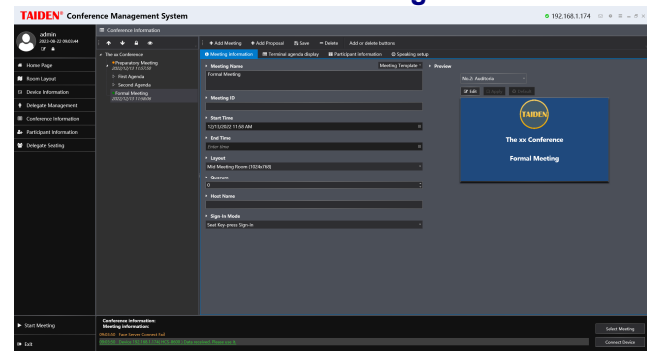 TAIDEN® Conference Management System
192.168.1.174
admin
2023-06-22 09:03:44
Conference Information
Add Meeting
Add Proposal
Save
Delete
Add or delete buttons
Home Page
Room Layout
Device Information
Delegate Management
Conference Information
Participant Information
Delegate Seating
The xx Conference
Preparatory Meeting
2022/12/13 11:57:59
First Agenda
Second Agenda
Formal Meeting
2022/12/13 11:58:08
Meeting information
Terminal agenda display
Participant Information
Speaking setup
Meeting Name
Meeting Template
Formal Meeting
Meeting ID
Start Time
12/13/2022 11:58 AM
End Time
Enter time
Layout
Mid Meeting Room (1024x768)
Quorum
0
Host Name
Sign-In Mode
Seat Key-press Sign-in
Preview
No.2: Auditoria
Edit
TAIDEN
The xx Conference
Formal Meeting
Start Meeting
Exit
Conference information:
Meeting information:
Select Meeting
Connect Device